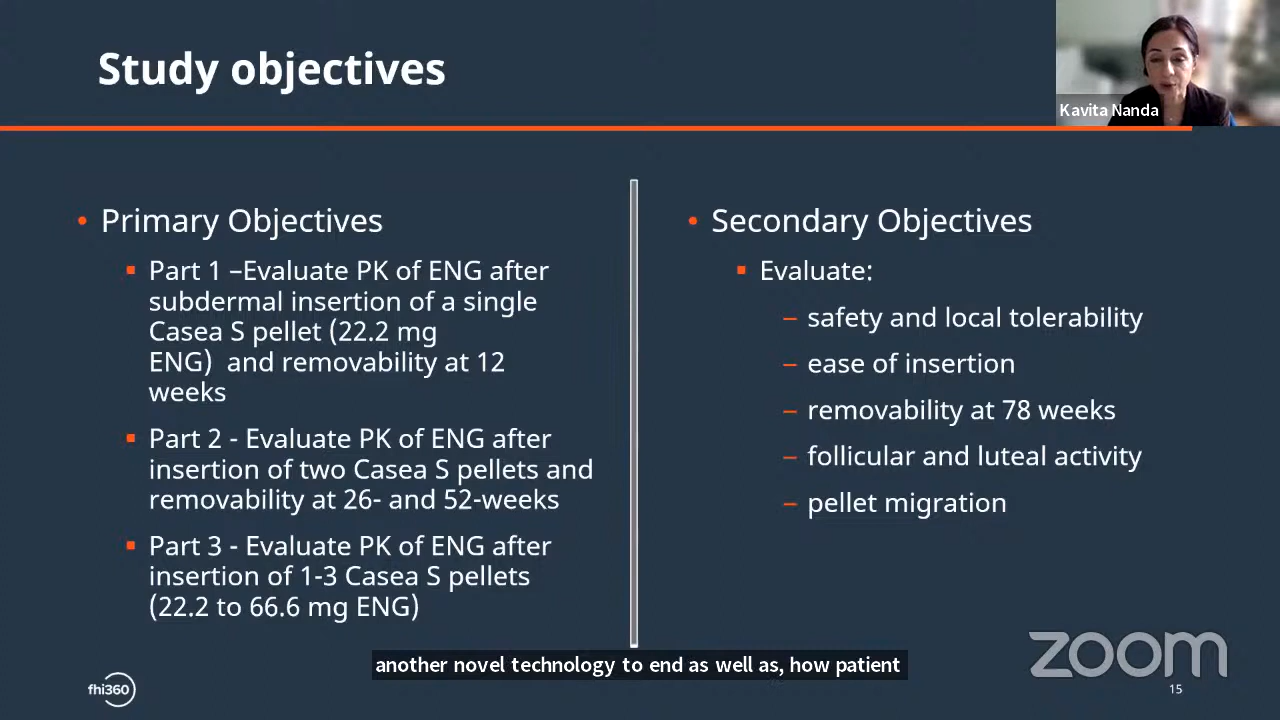 Study objectives
Kavita Nanda
• Primary Objectives
▪ Part 1 –Evaluate PK of ENG after
subdermal insertion of a single
Casea S pellet (22.2 mg
ENG) and removability at 12
weeks
▪ Part 2 - Evaluate PK of ENG after
insertion of two Casea S pellets and
removability at 26- and 52-weeks
▪ Part 3 - Evaluate PK of ENG after
insertion of 1-3 Casea S pellets
(22.2 to 66.6 mg ENG)
• Secondary Objectives
▪ Evaluate:
– safety and local tolerability
– ease of insertion
– removability at 78 weeks
– follicular and luteal activity
– pellet migration
another novel technology to end as well as, how patient
fhi360
zoom
15